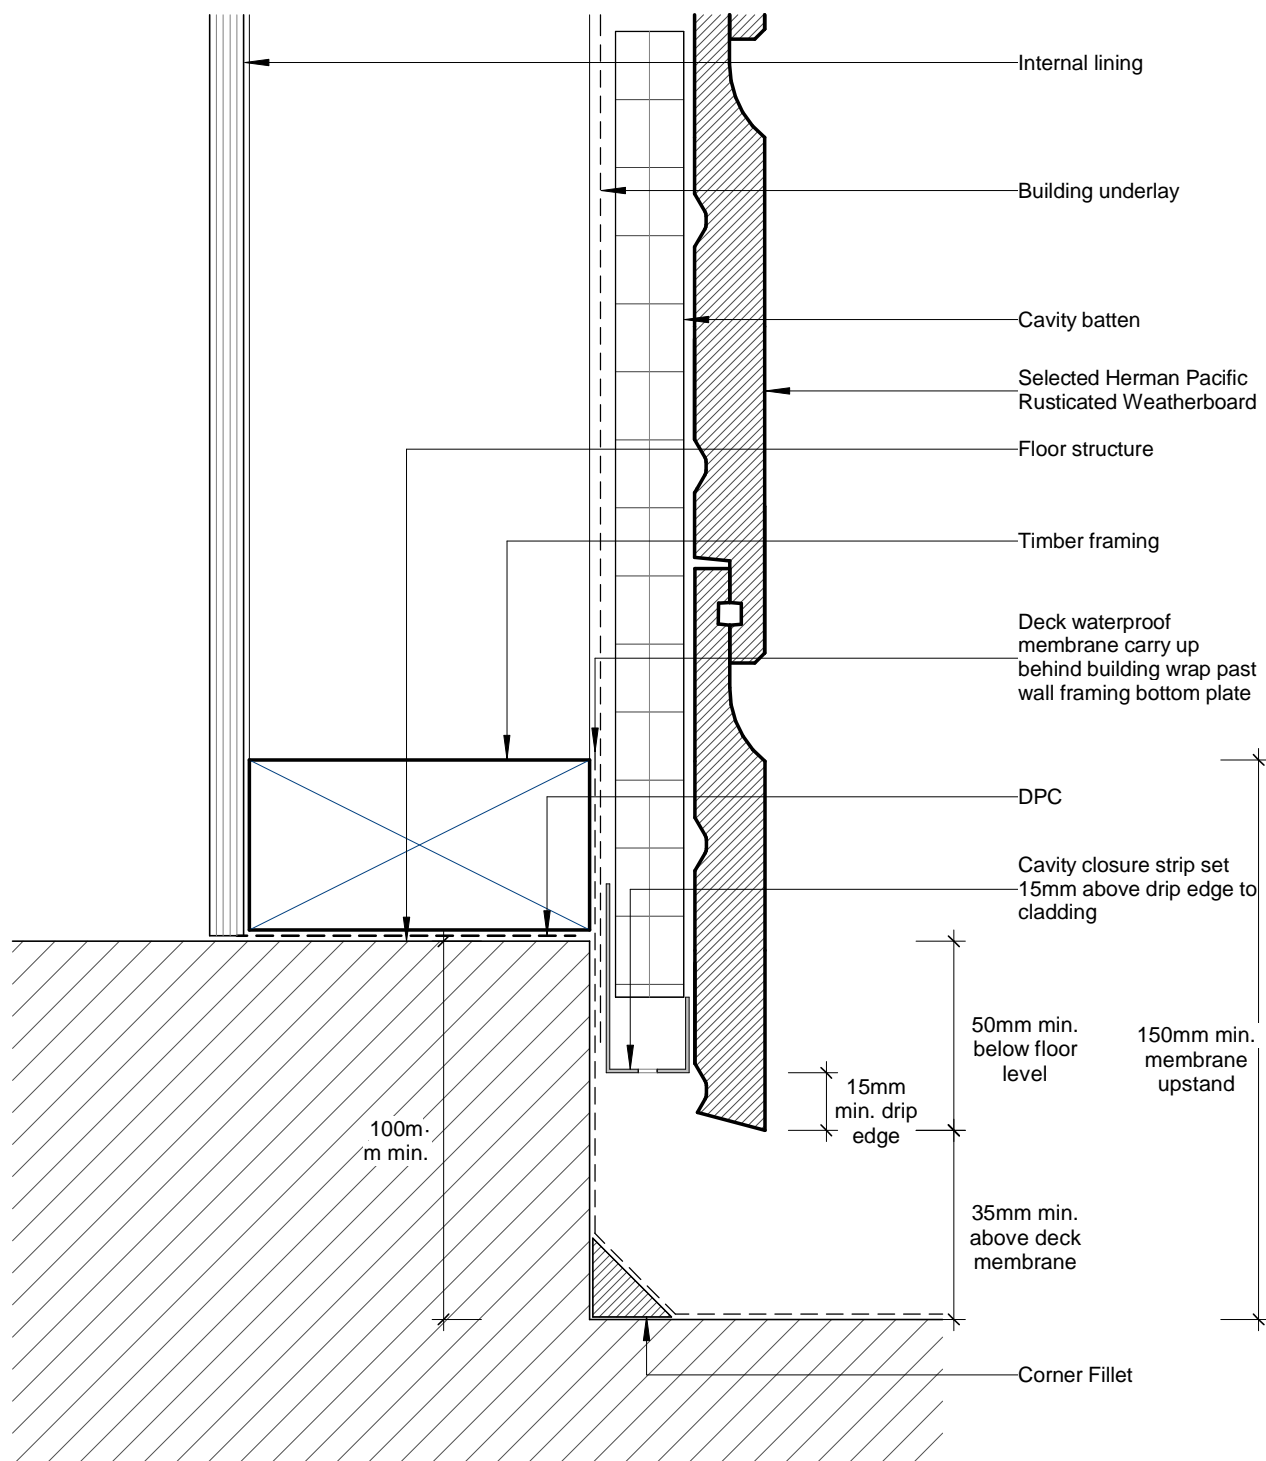 Internal lining
Building underlay
Cavity batten
Selected Herman Pacific
Rusticated Weatherboard
Floor structure
Timber framing
Deck waterproof
membrane carry up
behind building wrap past
wall framing bottom plate
DPC
Cavity closure strip set
15mm above drip edge to
cladding
50mm min.
below floor
level
150mm min.
membrane
upstand
15mm
min. drip
edge
100m·
m min.
35mm min.
above deck
membrane
Corner Fillet